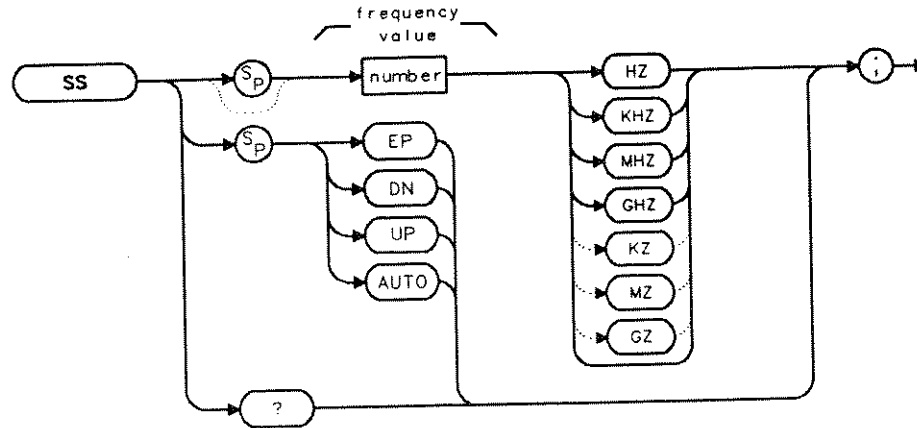 frequency
value
SS
SP
number
HZ
KHZ
MHZ
GHZ
KZ
MZ
GZ
;
SP
EP
DN
UP
AUTO
?